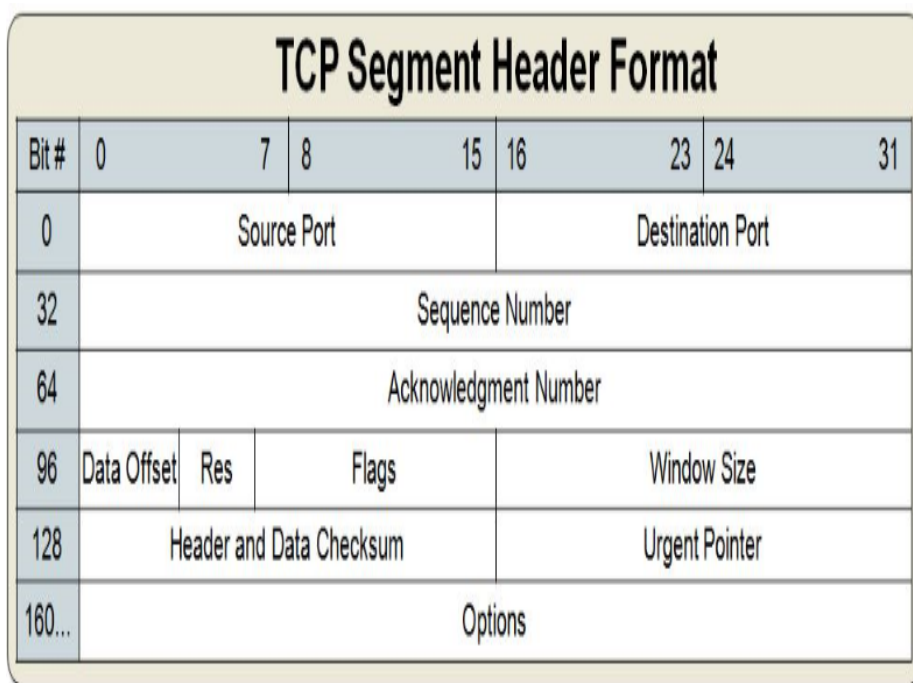 TCP Segment Header Format
Bit # 0 7 8 15 16 23 24 31
0 Source Port Destination Port
32 Sequence Number
64 Acknowledgment Number
96 Data Offset Res Flags Window Size
128 Header and Data Checksum Urgent Pointer
160... Options